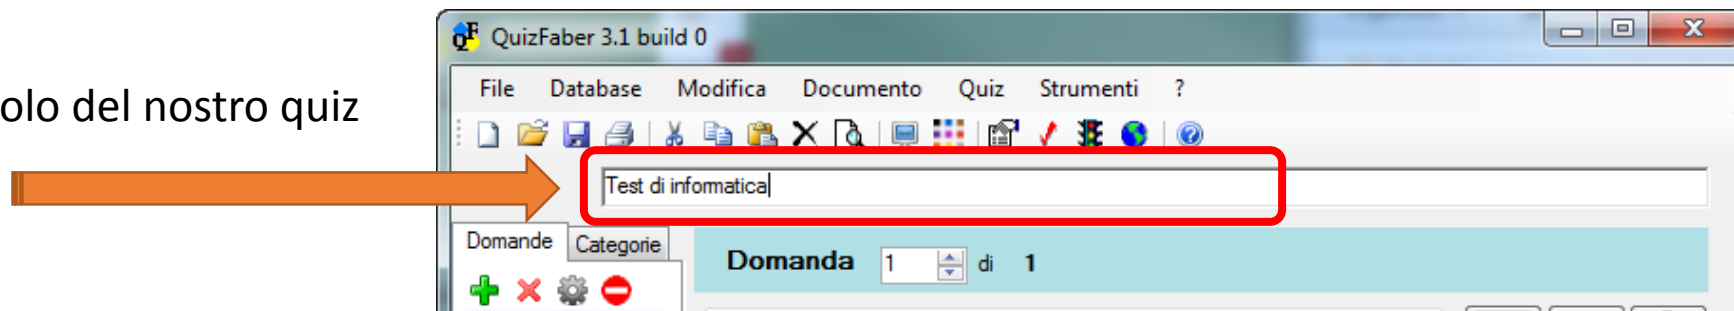 QuizFaber 3.1 build 0
File Database Modifica Documento Quiz Strumenti ?
olo del nostro quiz
Test di informatica
Domande Categorie
Domanda 1 di 1